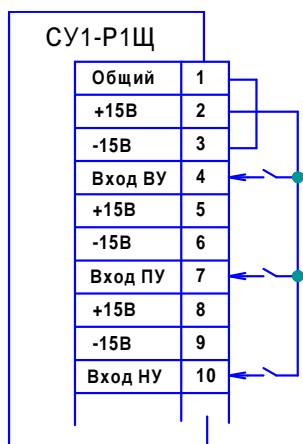 СУ1-Р1Щ
Общий 1
+15В 2
-15В 3
Вход ВУ 4
+15В 5
-15В 6
Вход ПУ 7
+15В 8
-15В 9
Вход НУ 10